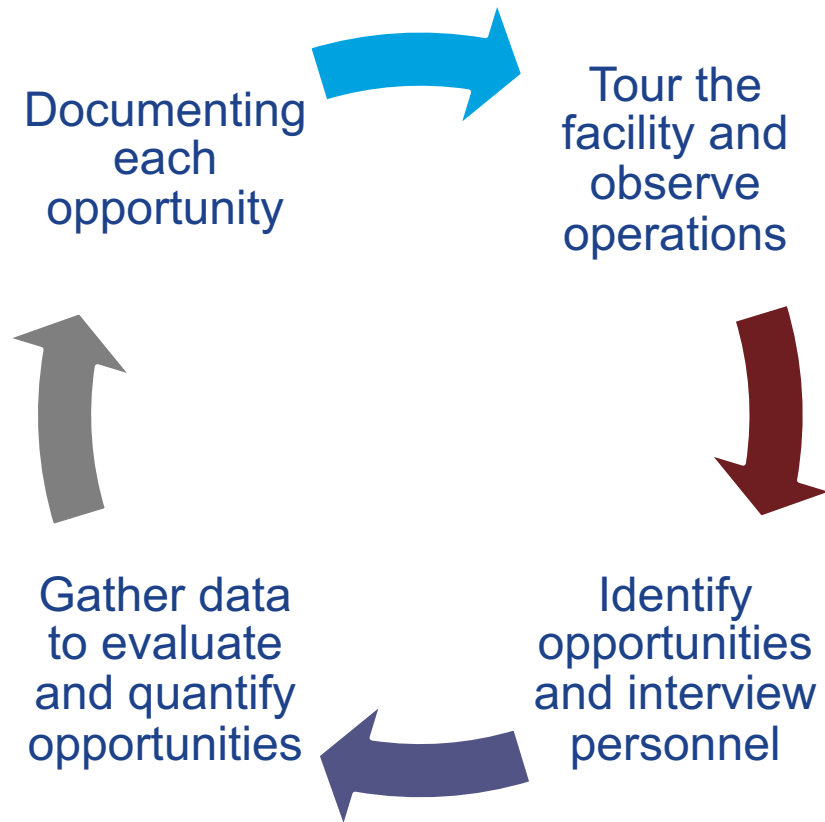 Documenting
each
opportunity
Tour the
facility and
observe
operations
Identify
opportunities
and interview
personnel
Gather data
to evaluate
and quantify
opportunities